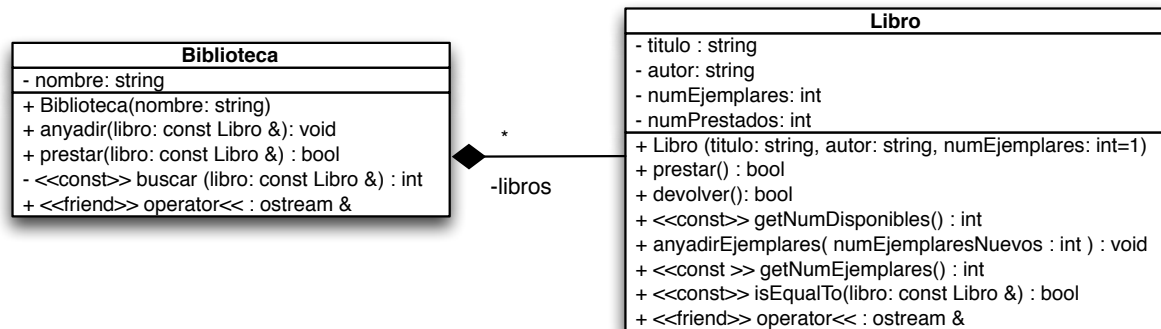 Biblioteca
- nombre: string
+ Biblioteca(nombre: string)
+ anyadir(libro: const Libro &): void
+ prestar(libro: const Libro &) : bool
- <<const>> buscar (libro: const Libro &) : int
+ <<friend>> operator<< : ostream &
*
-libros
Libro
- titulo : string
- autor: string
- numEjemplares: int
- numPrestados: int
+ Libro (titulo: string, autor: string, numEjemplares: int=1)
+ prestar() : bool
+ devolver(): bool
+ <<const>> getNumDisponibles() : int
+ anyadirEjemplares( numEjemplaresNuevos : int ) : void
+ <<const >> getNumEjemplares() : int
+ <<const>> isEqualTo(libro: const Libro &) : bool
+ <<friend>> operator<< : ostream &